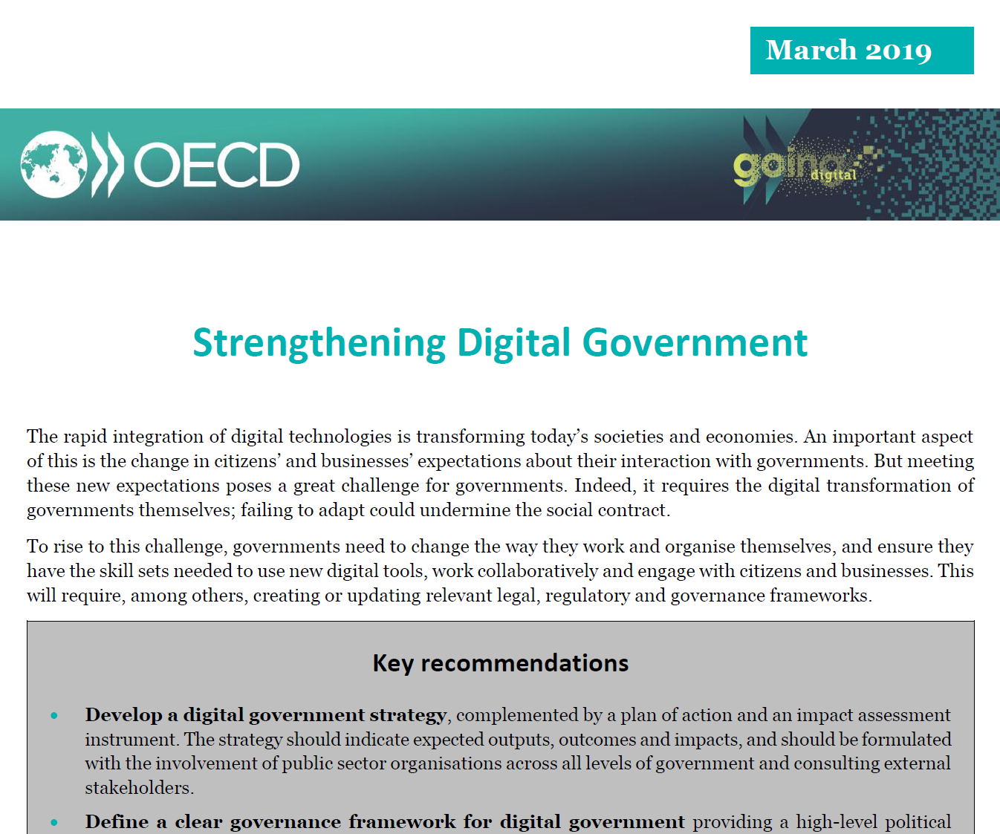 March 2019
OECD
going
digital
Strengthening Digital Government
The rapid integration of digital technologies is transforming today’s societies and economies. An important aspect
of this is the change in citizens’ and businesses’ expectations about their interaction with governments. But meeting
these new expectations poses a great challenge for governments. Indeed, it requires the digital transformation of
governments themselves; failing to adapt could undermine the social contract.
To rise to this challenge, governments need to change the way they work and organise themselves, and ensure they
have the skill sets needed to use new digital tools, work collaboratively and engage with citizens and businesses. This
will require, among others, creating or updating relevant legal, regulatory and governance frameworks.
Key recommendations
• Develop a digital government strategy, complemented by a plan of action and an impact assessment
instrument. The strategy should indicate expected outputs, outcomes and impacts, and should be formulated
with the involvement of public sector organisations across all levels of government and consulting external
stakeholders.
• Define a clear governance framework for digital government providing a high-level political